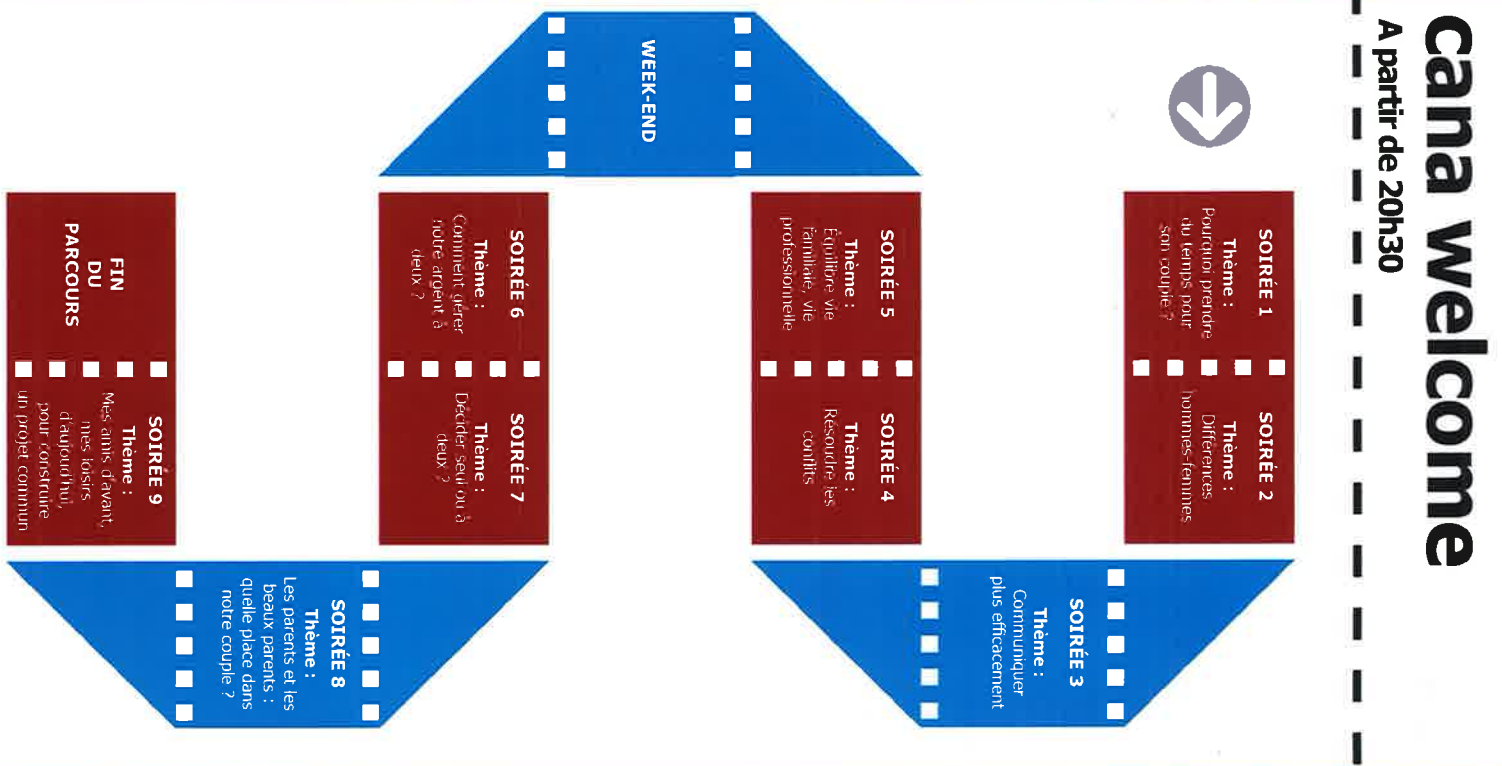 Cana welcome
A partir de 20h30
SOIRÉE 1
Thème :
Pourquoi prendre
du temps pour
son couple ?
SOIRÉE 2
Thème :
Différences
hommes-femmes
SOIRÉE 3
Thème :
Communiquer
plus efficacement
SOIRÉE 4
Thème :
Résoudre les
conflits
SOIRÉE 5
Thème :
Équilibre vie
familiale, vie
professionnelle
WEEK-END
SOIRÉE 6
Thème :
Comment gérer
notre argent à
deux ?
SOIRÉE 7
Thème :
Décider seul ou à
deux ?
SOIRÉE 8
Thème :
Les parents et les
beaux parents :
quelle place dans
notre couple ?
SOIRÉE 9
Thème :
Mes amis d'avant,
mes loisirs
d'aujourd'hui,
pour construire
un projet commun
FIN
DU
PARCOURS